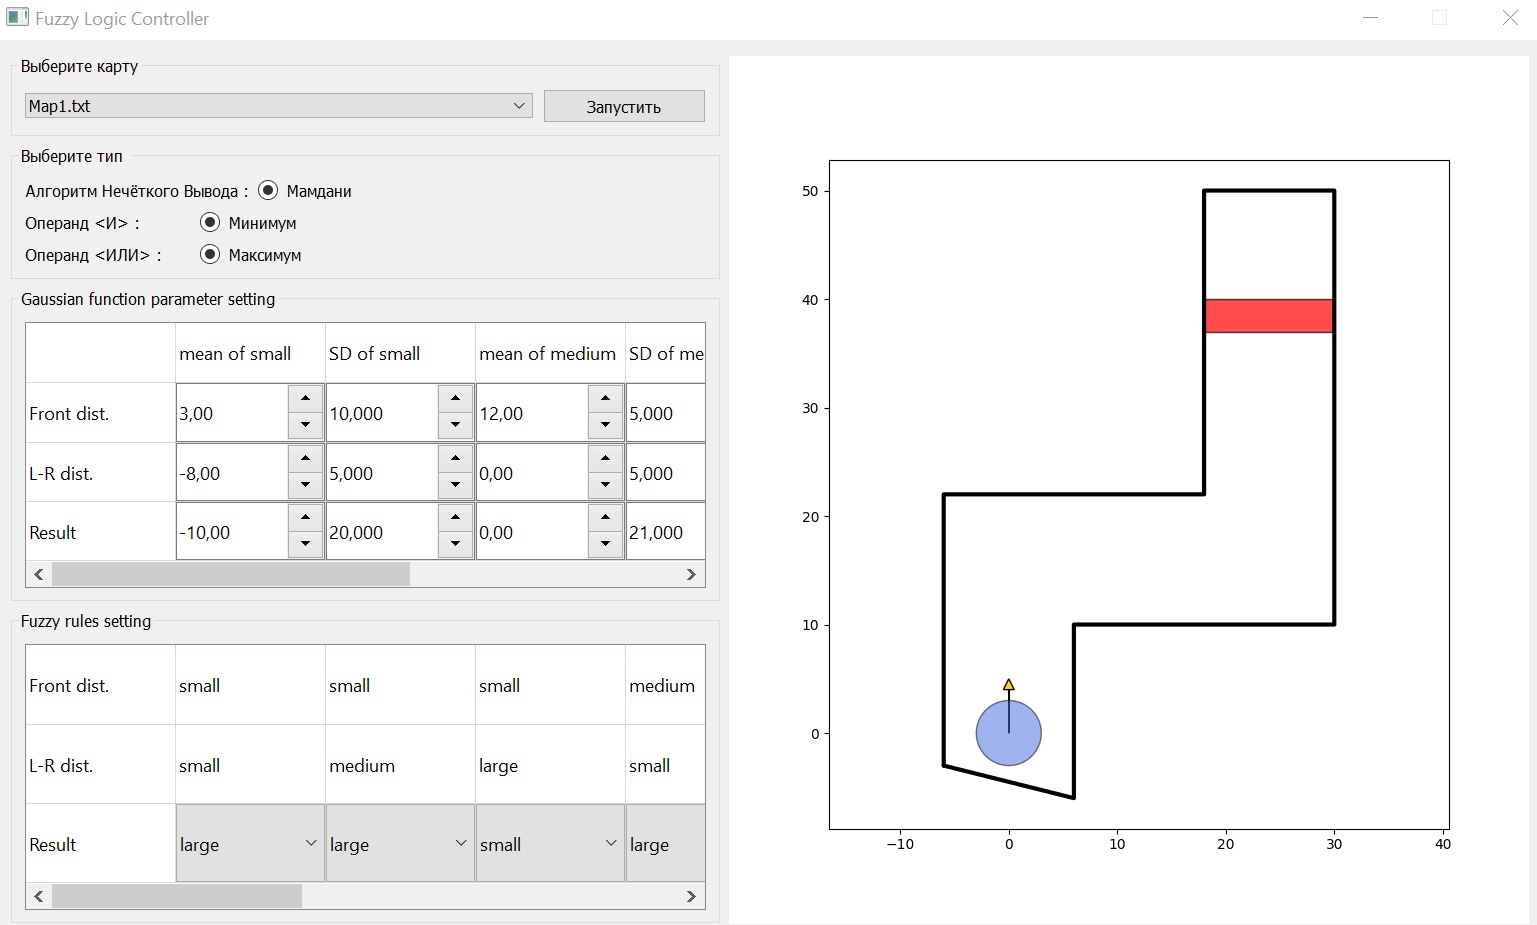 Fuzzy Logic Controller
Выберите карту
Map1.txt
Запустить
Выберите тип
Алгоритм Нечёткого Вывода : Мамдани
Операнд <И> : Минимум
Операнд <ИЛИ> : Максимум
Gaussian function parameter setting
mean of small SD of small mean of medium SD of me
Front dist. 3,00 10,000 12,00 5,000
L-R dist. -8,00 5,000 0,00 5,000
Result -10,00 20,000 0,00 21,000
Fuzzy rules setting
Front dist. small small small medium
L-R dist. small medium large small
Result large large small large
50
40
30
20
10
0
−10 0 10 20 30 40